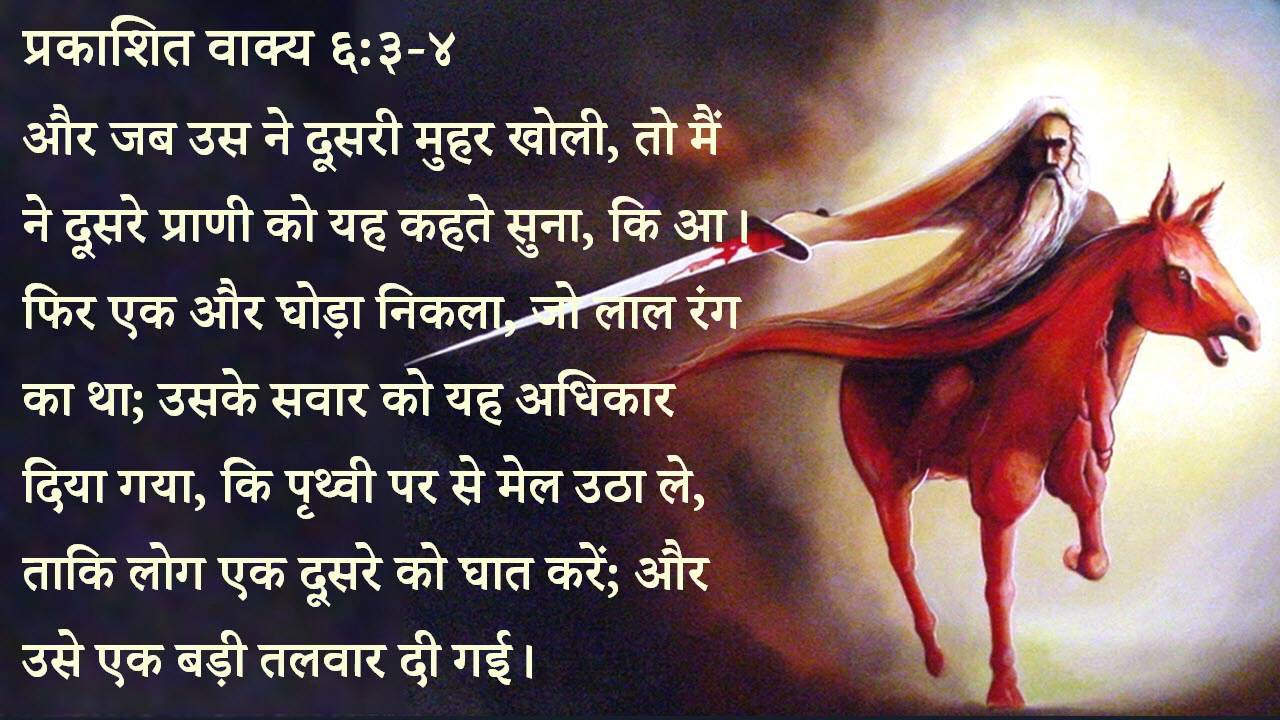 प्रकाशित वाक्य ६:३-४
और जब उस ने दूसरी मुहर खोली, तो मैं
ने दूसरे प्राणी को यह कहते सुना, कि आ।
फिर एक और घोड़ा निकला, जो लाल रंग
का था; उसके सवार को यह अधिकार
दिया गया, कि पृथ्वी पर से मेल उठा ले,
ताकि लोग एक दूसरे को घात करें; और
उसे एक बड़ी तलवार दी गई।